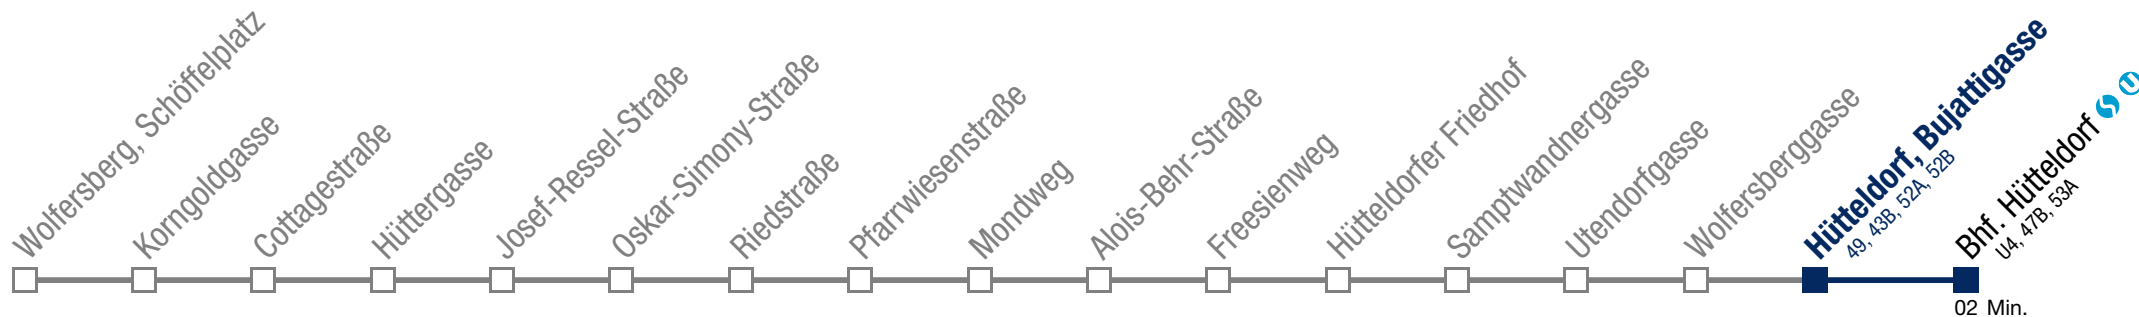 Wolfersberg, Schöffelplatz
Korngoldgasse
Cottagestraße
Hüttergasse
Josef-Ressel-Straße
Oskar-Simony-Straße
Riedstraße
Pfarrwiesenstraße
Mondweg
Alois-Behr-Straße
Freesienweg
Hütteldorfer Friedhof
Samptwandnergasse
Utendorfgasse
Wolfersberggasse
Hütteldorf, Bujattigasse
49, 43B, 52A, 52B
Bhf. Hütteldorf S U
U4, 47B, 53A
02 Min.